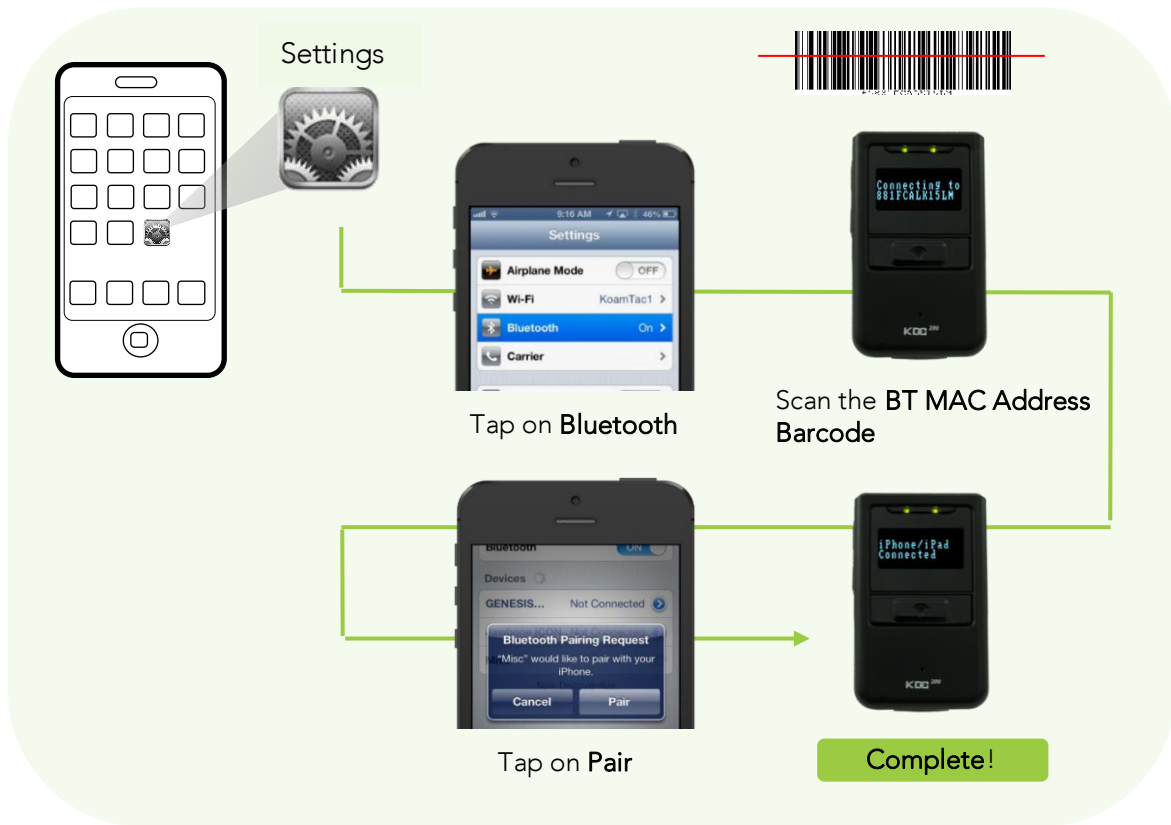 Settings
9:16 AM 46%
Settings
Airplane Mode OFF
Wi-Fi KoamTac1 >
Bluetooth On >
Carrier >
Tap on Bluetooth
Connecting to
881FCALK15LM
KDC 200
Scan the BT MAC Address
Barcode
Bluetooth ON
Devices
GENESIS... Not Connected
Bluetooth Pairing Request
"Misc" would like to pair with your
iPhone.
Cancel Pair
Tap on Pair
iPhone/iPad
Connected
KDC 200
Complete!